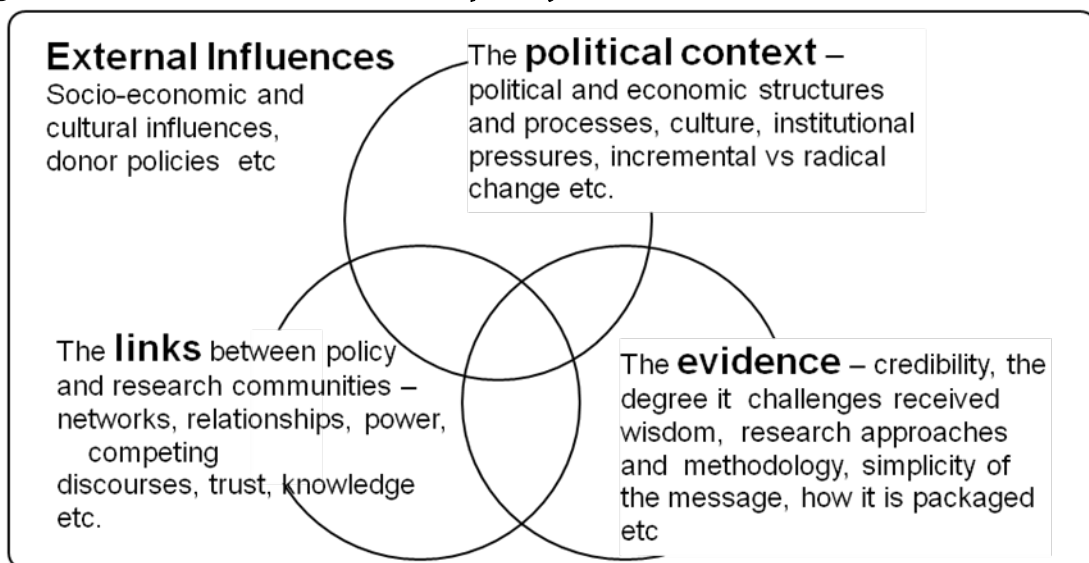 External Influences
Socio-economic and
cultural influences,
donor policies etc
The political context –
political and economic structures
and processes, culture, institutional
pressures, incremental vs radical
change etc.
The links between policy
and research communities –
networks, relationships, power,
competing
discourses, trust, knowledge
etc.
The evidence – credibility, the
degree it challenges received
wisdom, research approaches
and methodology, simplicity of
the message, how it is packaged
etc